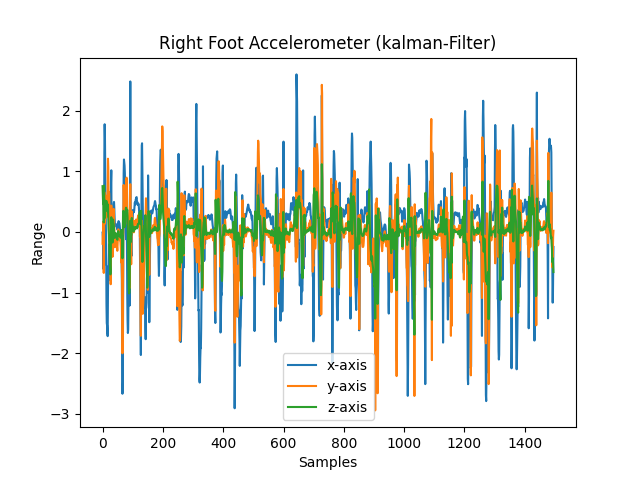 Right Foot Accelerometer (kalman-Filter)
2
1
0
−1
−2
−3
Range
x-axis
y-axis
z-axis
0 200 400 600 800 1000 1200 1400
Samples